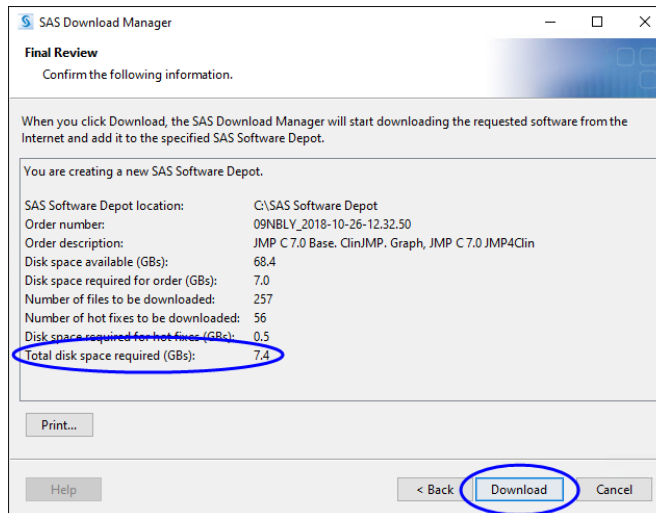 SAS Download Manager
Final Review
Confirm the following information.
When you click Download, the SAS Download Manager will start downloading the requested software from the
Internet and add it to the specified SAS Software Depot.
You are creating a new SAS Software Depot.
SAS Software Depot location: C:\SAS Software Depot
Order number: 09NBLY_2018-10-26-12.32.50
Order description: JMP C 7.0 Base. ClinJMP. Graph, JMP C 7.0 JMP4Clin
Disk space available (GBs): 68.4
Disk space required for order (GBs): 7.0
Number of files to be downloaded: 257
Number of hot fixes to be downloaded: 56
Disk space required for hot fixes (GBs): 0.5
Total disk space required (GBs): 7.4
Print...
Help
< Back
Download
Cancel